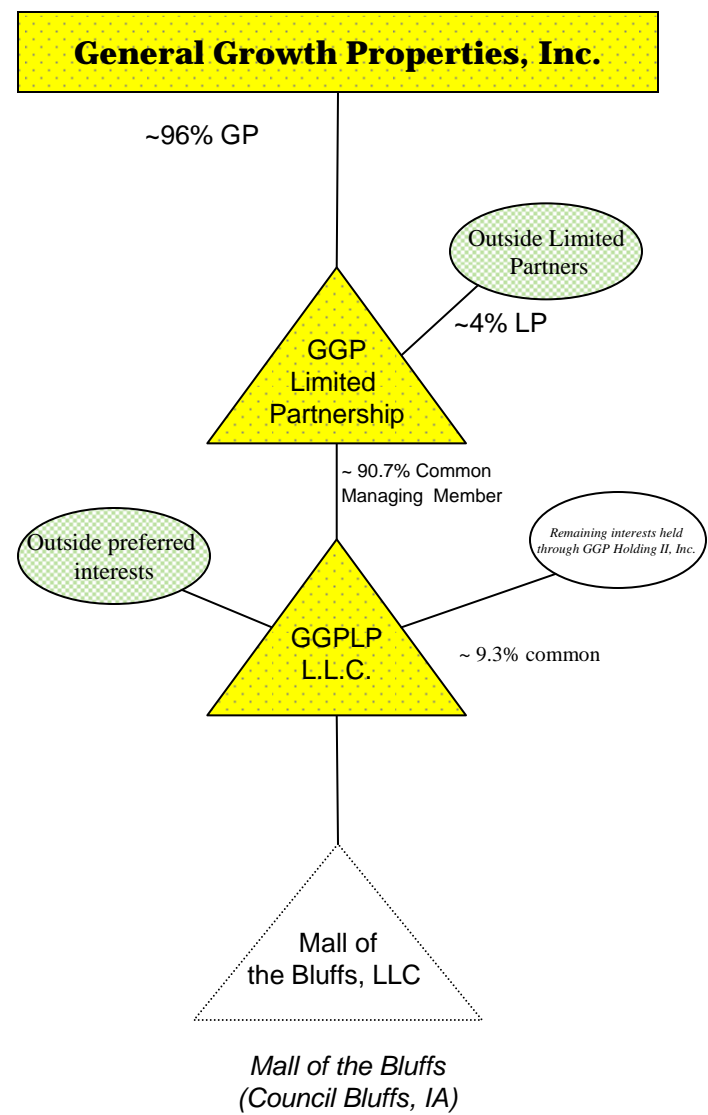 General Growth Properties, Inc.
~96% GP
Outside Limited
Partners
~4% LP
GGP
Limited
Partnership
~ 90.7% Common
Managing Member
Outside preferred
interests
Remaining interests held
through GGP Holding II, Inc.
GGPLP
L.L.C.
~ 9.3% common
Mall of
the Bluffs, LLC
Mall of the Bluffs
(Council Bluffs, IA)